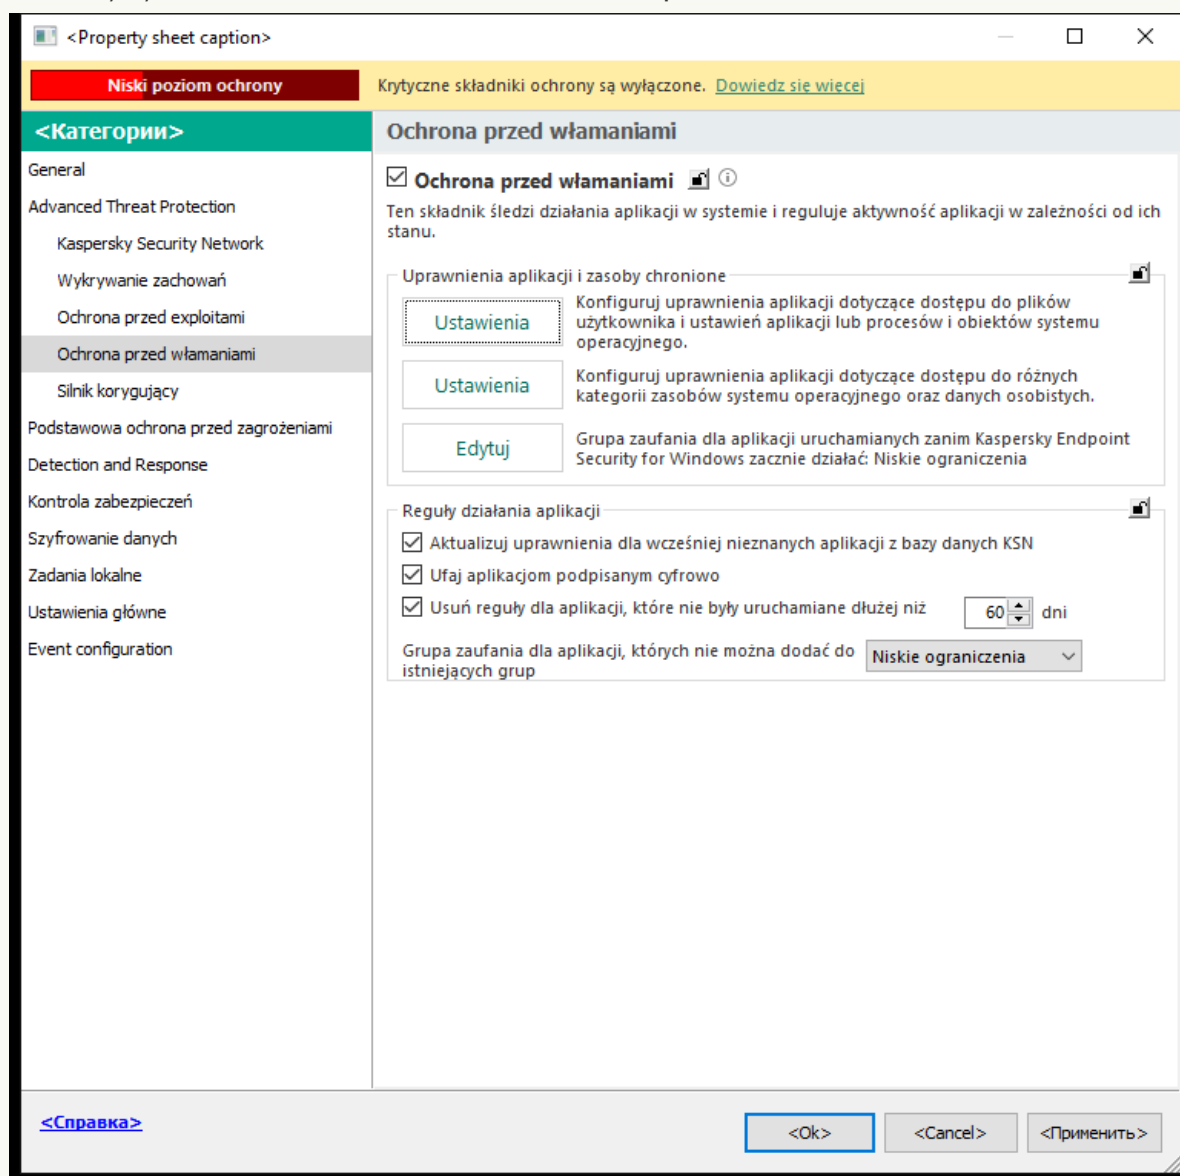 <Property sheet caption>
Niski poziom ochrony
Krytyczne składniki ochrony są wyłączone. Dowiedz się więcej
<Категории>
General
Advanced Threat Protection
Kaspersky Security Network
Wykrywanie zachowań
Ochrona przed exploitami
Ochrona przed włamaniami
Silnik korygujący
Podstawowa ochrona przed zagrożeniami
Detection and Response
Kontrola zabezpieczeń
Szyfrowanie danych
Zadania lokalne
Ustawienia główne
Event configuration
Ochrona przed włamaniami
Ochrona przed włamaniami
Ten składnik śledzi działania aplikacji w systemie i reguluje aktywność aplikacji w zależności od ich
stanu.
Uprawnienia aplikacji i zasoby chronione
Ustawienia
Konfiguruj uprawnienia aplikacji dotyczące dostępu do plików
użytkownika i ustawień aplikacji lub procesów i obiektów systemu
operacyjnego.
Ustawienia
Konfiguruj uprawnienia aplikacji dotyczące dostępu do różnych
kategorii zasobów systemu operacyjnego oraz danych osobistych.
Edytuj
Grupa zaufania dla aplikacji uruchamianych zanim Kaspersky Endpoint
Security for Windows zacznie działać: Niskie ograniczenia
Reguły działania aplikacji
Aktualizuj uprawnienia dla wcześniej nieznanych aplikacji z bazy danych KSN
Ufaj aplikacjom podpisanym cyfrowo
Usuń reguły dla aplikacji, które nie były uruchamiane dłużej niż 60 dni
Grupa zaufania dla aplikacji, których nie można dodać do
istniejących grup
Niskie ograniczenia
<Справка>
<Ok>
<Cancel>
<Применить>